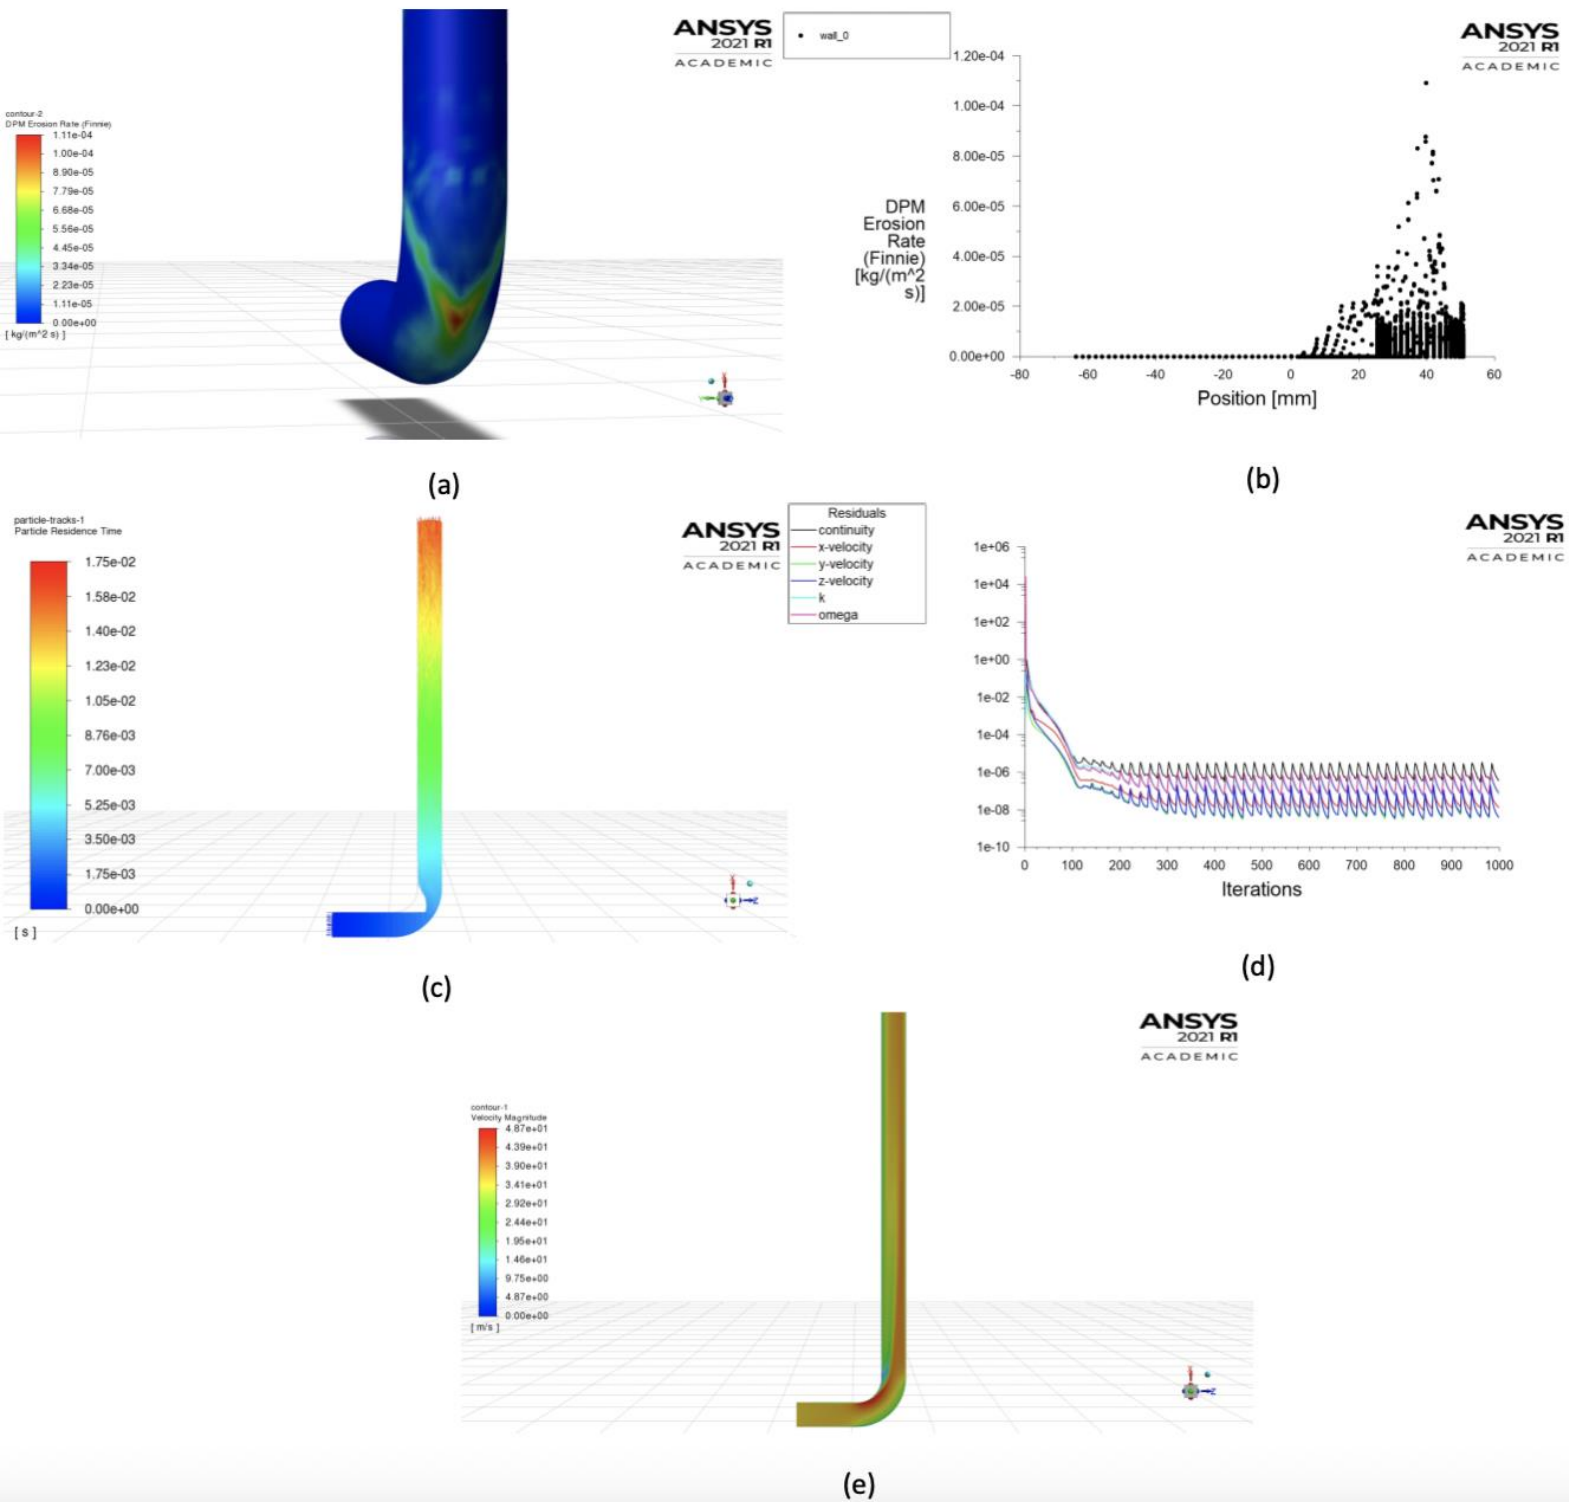 contour-2
DPM Erosion Rate (Finnie)
1.11e-04
1.00e-04
8.90e-05
7.79e-05
6.68e-05
5.56e-05
4.45e-05
3.34e-05
2.23e-05
1.11e-05
0.00e+00
[ kg/(m^2 s) ]
ANSYS
2021 R1
ACADEMIC
(a)
wall_0
ANSYS
2021 R1
ACADEMIC
1.20e-04
1.00e-04
8.00e-05
6.00e-05
4.00e-05
2.00e-05
0.00e+00
DPM
Erosion
Rate
(Finnie)
[kg/(m^2
s)]
-80 -60 -40 -20 0 20 40 60
Position [mm]
(b)
particle-tracks-1
Particle Residence Time
1.75e-02
1.58e-02
1.40e-02
1.23e-02
1.05e-02
8.76e-03
7.00e-03
5.25e-03
3.50e-03
1.75e-03
0.00e+00
[ s ]
ANSYS
2021 R1
ACADEMIC
Z
(c)
Residuals
continuity
x-velocity
y-velocity
z-velocity
k
omega
ANSYS
2021 R1
ACADEMIC
1e+06
1e+04
1e+02
1e+00
1e-02
1e-04
1e-06
1e-08
1e-10
0 100 200 300 400 500 600 700 800 900 1000
Iterations
(d)
contour-1
Velocity Magnitude
4.87e+01
4.39e+01
3.90e+01
3.41e+01
2.92e+01
2.44e+01
1.95e+01
1.46e+01
9.75e+00
4.87e+00
0.00e+00
[ m/s ]
ANSYS
2021 R1
ACADEMIC
Z
(e)